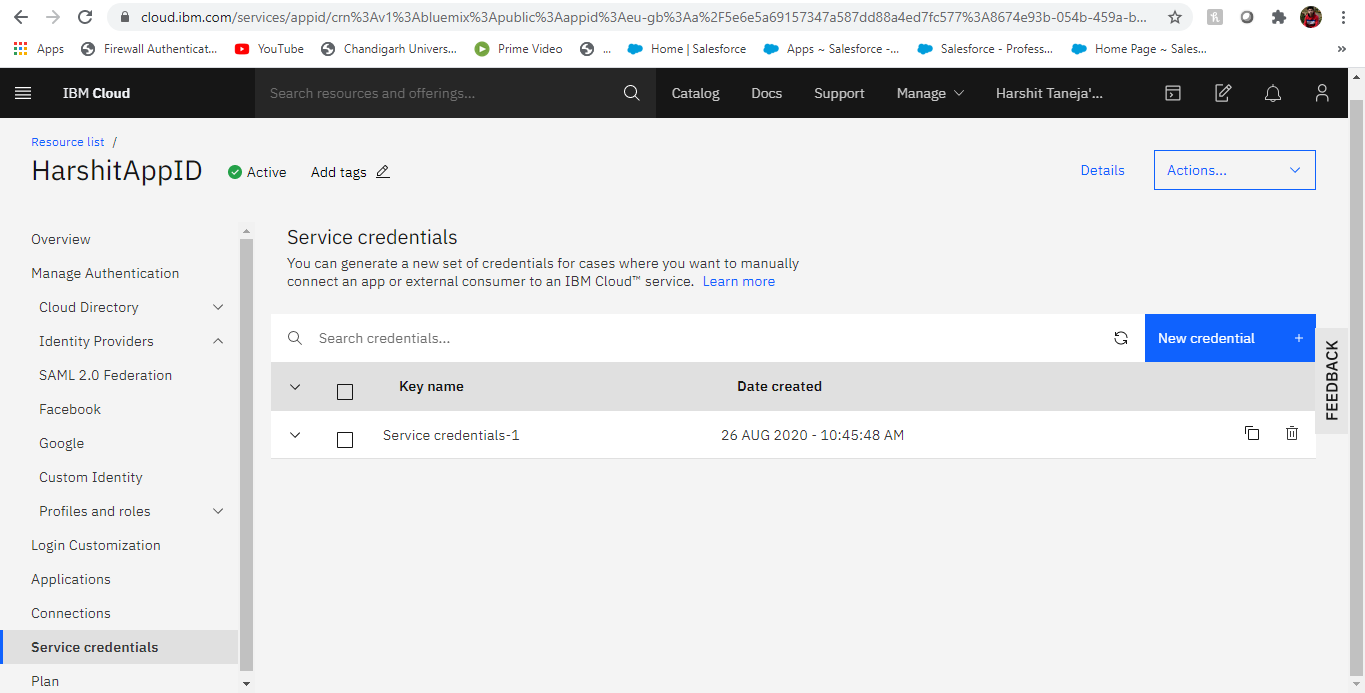 cloud.ibm.com/services/appid/crn%3Av1%3Abluemix%3Apublic%3Aappid%3Aeu-gb%3Aa%2F5e6e5a69157347a587dd88a4ed7fc577%3A8674e93b-054b-459a-b...
Apps Firewall Authenticat... YouTube Chandigarh Univers... Prime Video ... Home | Salesforce Apps ~ Salesforce -... Salesforce - Profess... Home Page ~ Sales... »
IBM Cloud Search resources and offerings... Catalog Docs Support Manage Harshit Taneja'...
Resource list /
HarshitAppID Active Add tags Details Actions...
Overview
Manage Authentication
Cloud Directory
Identity Providers
SAML 2.0 Federation
Facebook
Google
Custom Identity
Profiles and roles
Login Customization
Applications
Connections
Service credentials
Plan
Service credentials
You can generate a new set of credentials for cases where you want to manually
connect an app or external consumer to an IBM Cloud™ service. Learn more
Search credentials... New credential +
Key name Date created
Service credentials-1 26 AUG 2020 - 10:45:48 AM
FEEDBACK